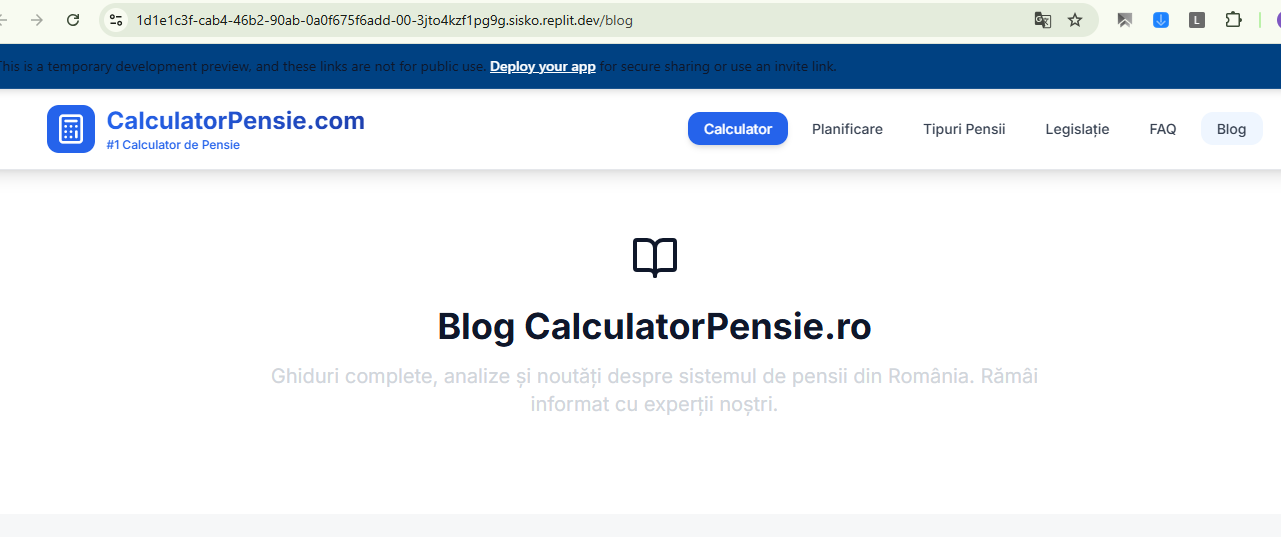 1d1e1c3f-cab4-46b2-90ab-0a0f675f6add-00-3jto4kzf1pg9g.sisko.replit.dev/blog
L
This is a temporary development preview, and these links are not for public use. Deploy your app for secure sharing or use an invite link.
CalculatorPensie.com
#1 Calculator de Pensie
Calculator
Planificare
Tipuri Pensii
Legislație
FAQ
Blog
Blog CalculatorPensie.ro
Ghiduri complete, analize și noutăți despre sistemul de pensii din România. Rămâi
informat cu experții noștri.